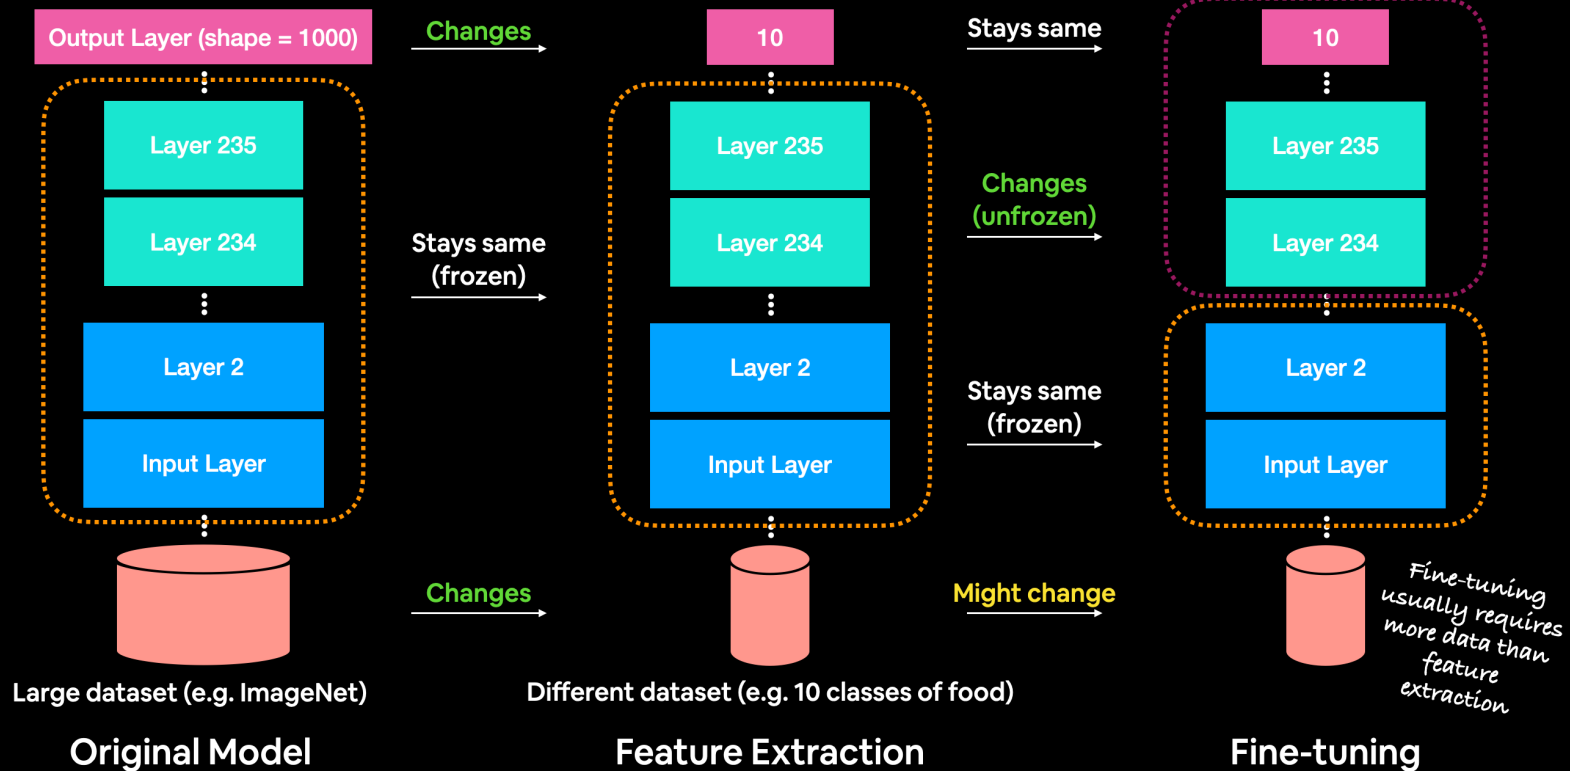 Output Layer (shape = 1000)
Changes
10
Stays same
10
Layer 235
Layer 235
Layer 235
Changes
(unfrozen)
Layer 234
Layer 234
Layer 234
Stays same
(frozen)
Layer 2
Layer 2
Layer 2
Stays same
(frozen)
Input Layer
Input Layer
Input Layer
Changes
Might change
Fine-tuning
usually requires
more data than
feature
extraction
Large dataset (e.g. ImageNet)
Different dataset (e.g. 10 classes of food)
Original Model
Feature Extraction
Fine-tuning